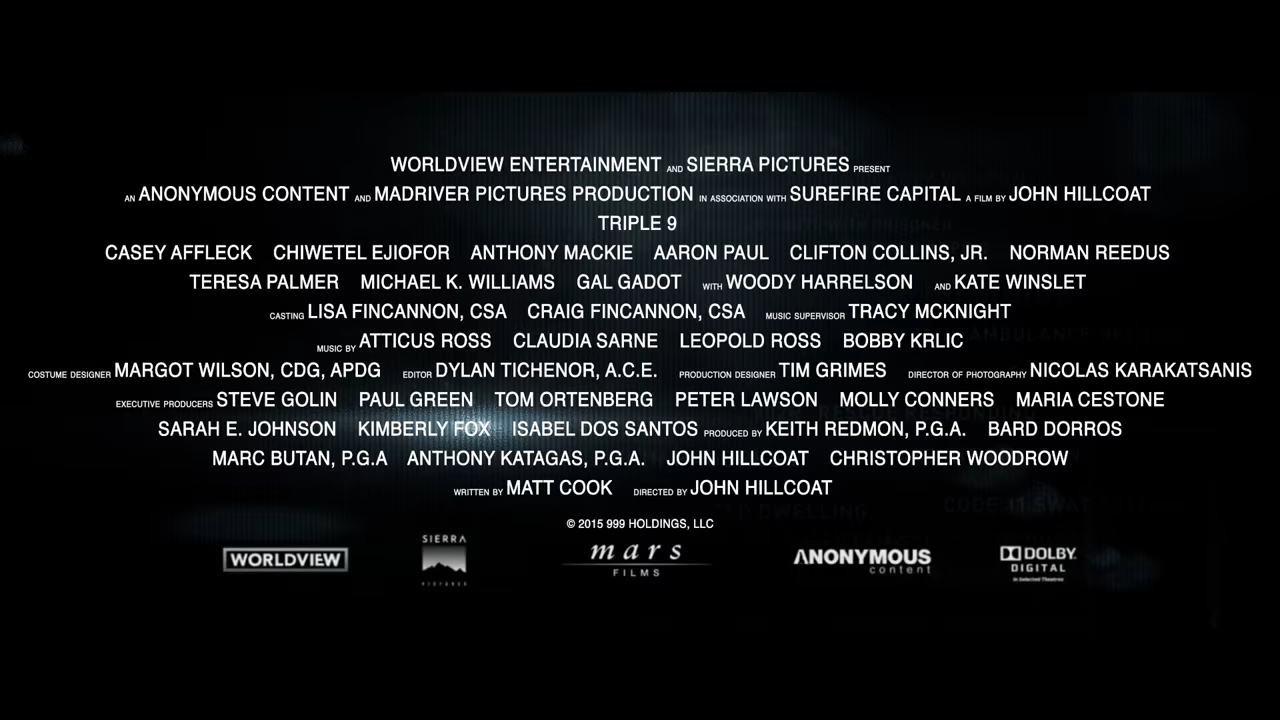 WORLDVIEW ENTERTAINMENT AND SIERRA PICTURES PRESENT
AN ANONYMOUS CONTENT AND MADRIVER PICTURES PRODUCTION IN ASSOCIATION WITH SUREFIRE CAPITAL A FILM BY JOHN HILLCOAT
TRIPLE 9
CASEY AFFLECK CHIWETEL EJIOFOR ANTHONY MACKIE AARON PAUL CLIFTON COLLINS, JR. NORMAN REEDUS
TERESA PALMER MICHAEL K. WILLIAMS GAL GADOT WITH WOODY HARRELSON AND KATE WINSLET
CASTING LISA FINCANNON, CSA CRAIG FINCANNON, CSA MUSIC SUPERVISOR TRACY MCKNIGHT
MUSIC BY ATTICUS ROSS CLAUDIA SARNE LEOPOLD ROSS BOBBY KRLIC
COSTUME DESIGNER MARGOT WILSON, CDG, APDG EDITOR DYLAN TICHENOR, A.C.E. PRODUCTION DESIGNER TIM GRIMES DIRECTOR OF PHOTOGRAPHY NICOLAS KARAKATSANIS
EXECUTIVE PRODUCERS STEVE GOLIN PAUL GREEN TOM ORTENBERG PETER LAWSON MOLLY CONNERS MARIA CESTONE
SARAH E. JOHNSON KIMBERLY FOX ISABEL DOS SANTOS PRODUCED BY KEITH REDMON, P.G.A. BARD DORROS
MARC BUTAN, P.G.A ANTHONY KATAGAS, P.G.A. JOHN HILLCOAT CHRISTOPHER WOODROW
WRITTEN BY MATT COOK DIRECTED BY JOHN HILLCOAT
© 2015 999 HOLDINGS, LLC
WORLDVIEW
SIERRA
PICTURES
mars
FILMS
ANONYMOUS
content
DOLBY
DIGITAL
In Selected Theatres